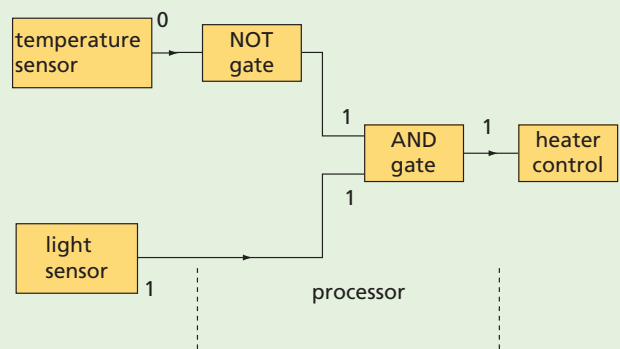 0
temperature
sensor
NOT
gate
1
AND
gate
1
heater
control
1
light
sensor
1
processor